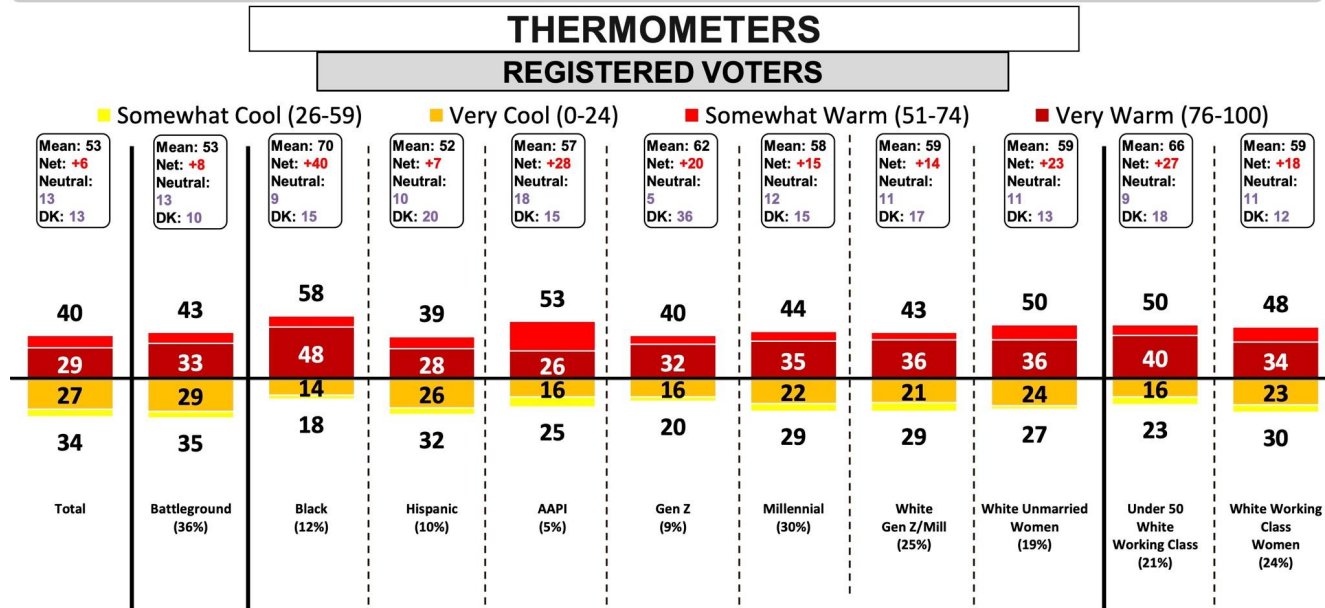 THERMOMETERS
REGISTERED VOTERS
Somewhat Cool (26-59) Very Cool (0-24) Somewhat Warm (51-74) Very Warm (76-100)
Mean: 53
Net: +6
Neutral:
13
DK: 13
Mean: 53
Net: +8
Neutral:
13
DK: 10
Mean: 70
Net: +40
Neutral:
9
DK: 15
Mean: 52
Net: +7
Neutral:
10
DK: 20
Mean: 57
Net: +28
Neutral:
18
DK: 15
Mean: 62
Net: +20
Neutral:
5
DK: 36
Mean: 58
Net: +15
Neutral:
12
DK: 15
Mean: 59
Net: +14
Neutral:
11
DK: 17
Mean: 59
Net: +23
Neutral:
11
DK: 13
Mean: 66
Net: +27
Neutral:
9
DK: 18
Mean: 59
Net: +18
Neutral:
11
DK: 12
40 43 58 39 53 40 44 43 50 50 48
29 33 48 28 26 32 35 36 36 40 34
27 29 14 26 16 16 22 21 24 16 23
34 35 18 32 25 20 29 29 27 23 30
Total
Battleground
(36%)
Black
(12%)
Hispanic
(10%)
AAPI
(5%)
Gen Z
(9%)
Millennial
(30%)
White
Gen Z/Mill
(25%)
White Unmarried
Women
(19%)
Under 50
White
Working Class
(21%)
White Working
Class
Women
(24%)